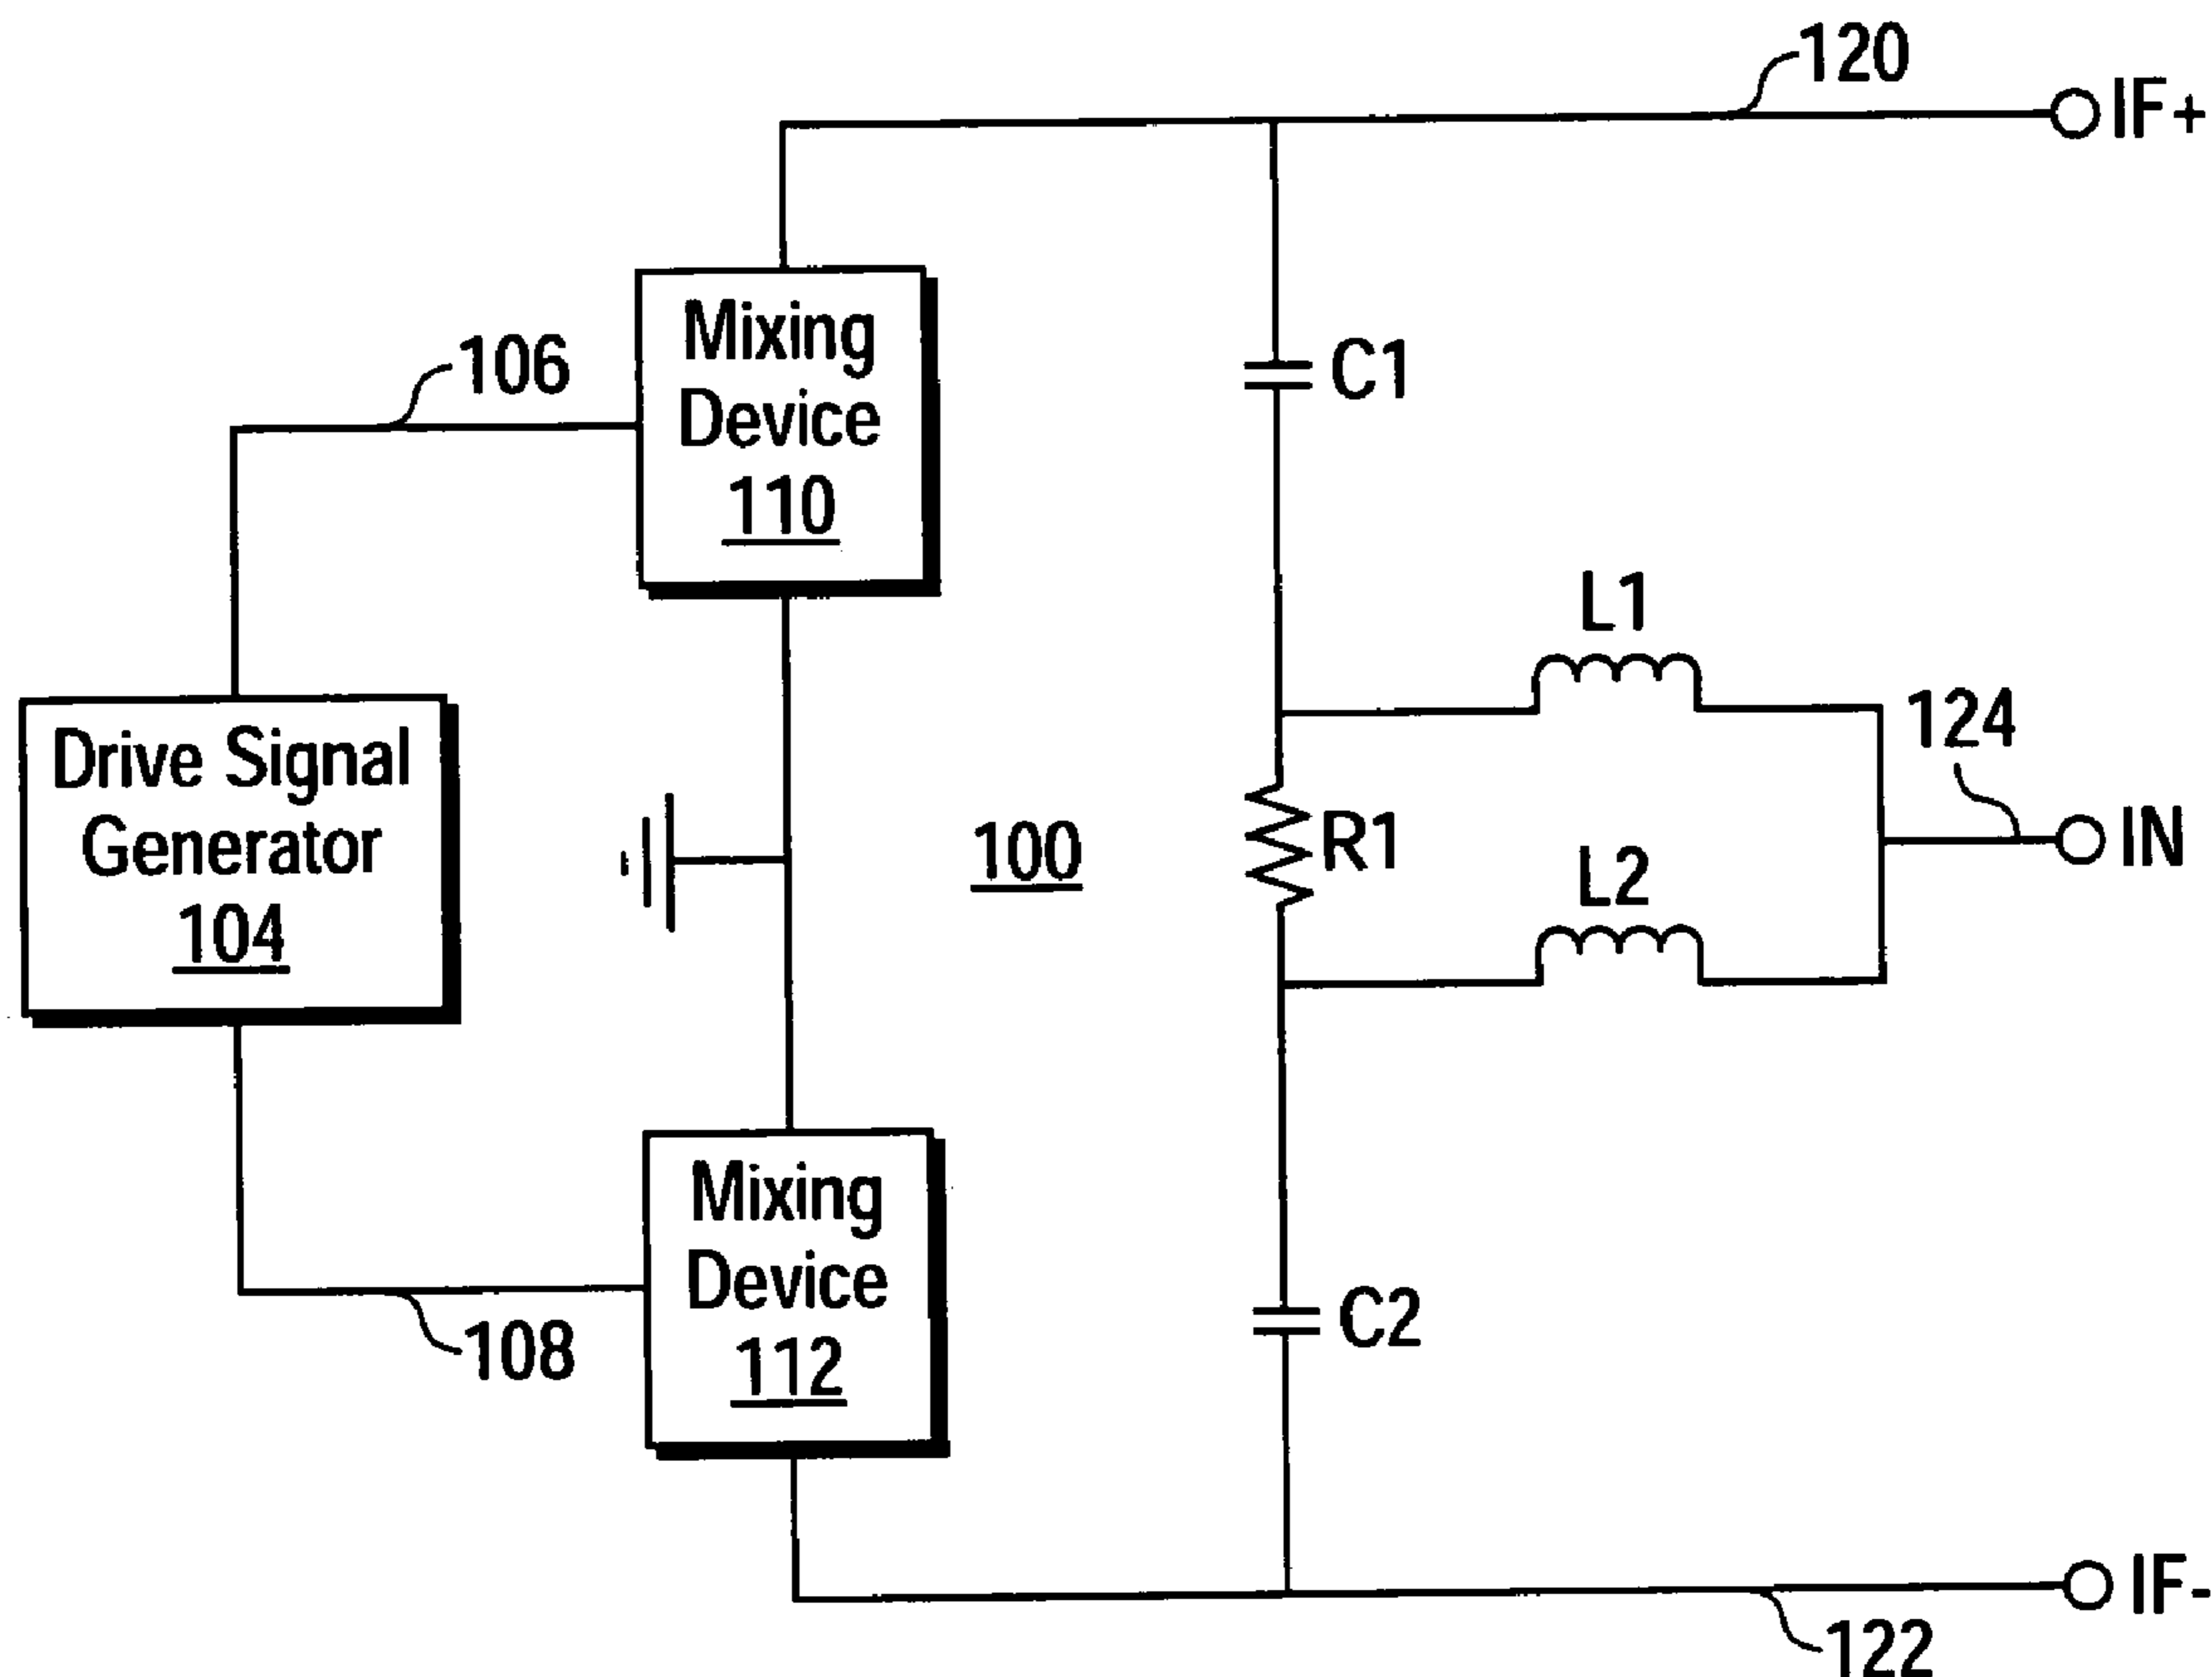 120
IF+
Mixing
Device
110
106
C1
L1
124
Drive Signal
Generator
104
100
R1
IN
L2
Mixing
Device
112
108
C2
IF-
122